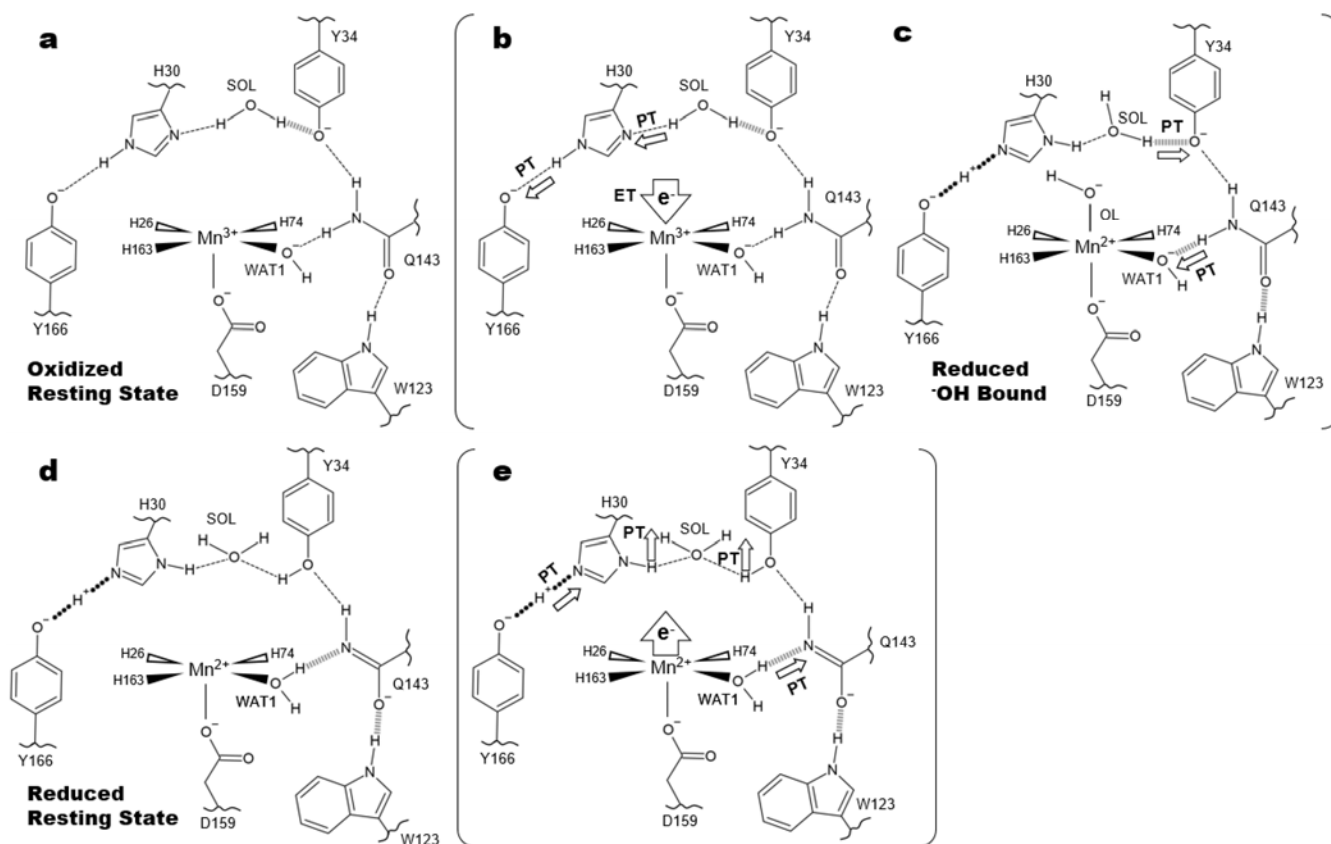 a
Y34
H30
SOL
O
H
H
O−
N
N
H
H
O−
H26
H74
Mn3+
H163
O−
H
N
H
WAT1
Q143
O
O−
O
H
N
Y166
Oxidized
Resting State
D159
W123
b
Y34
H30
SOL
O
PT
H
H
O−
N
N
H
PT
O−
ET
e-
H
H26
H74
H
N
Mn3+
H163
O−
Q143
H
WAT1
O
O−
O
H
N
Y166
D159
W123
c
Y34
H30
H
SOL
O
PT
N
H
H
O−
N
H+
H
O−
OL
O−
H
Q143
H26
H74
H
N
Mn2+
H163
O−
WAT1
H
PT
O
O−
O
H
N
Y166
Reduced
-OH Bound
D159
W123
d
Y34
H30
SOL
H
H
O
N
H
H
O
N
H+
O−
H
H26
H74
N
Q143
Mn2+
H
H163
O
WAT1
H
O−
O−
O
H
N
Y166
Reduced
Resting State
D159
W123
e
Y34
H30
SOL
PT
H
H
O
PT
O
N
H
H
PT
N
H+
O−
e-
H
H26
H74
N
Q143
Mn2+
H
H163
O
PT
WAT1
H
O−
O−
O
H
N
Y166
D159
W123